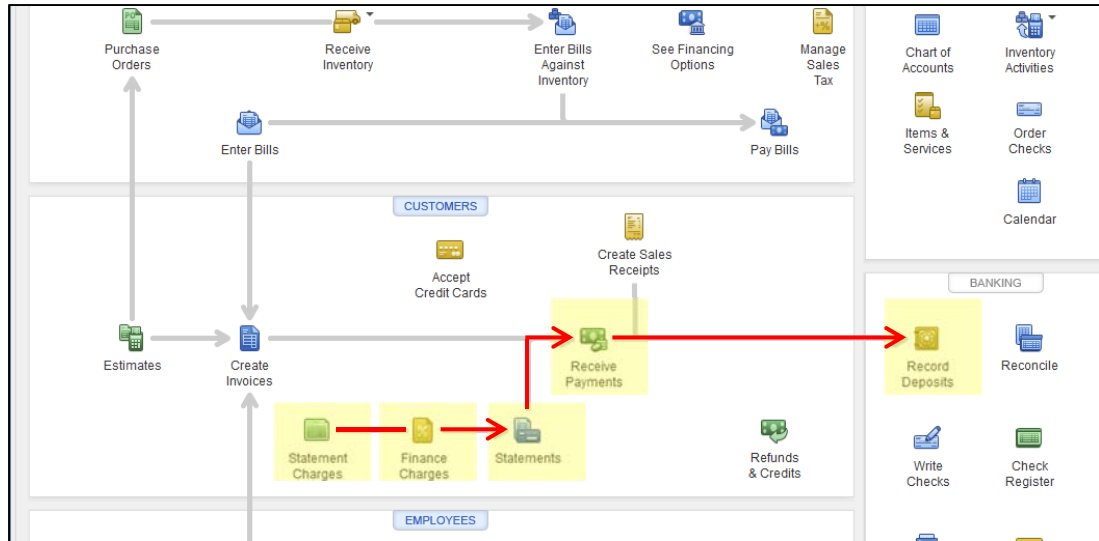 Purchase
Orders
Receive
Inventory
Enter Bills
Against
Inventory
See Financing
Options
Manage
Sales
Tax
Enter Bills
Pay Bills
Chart of
Accounts
Inventory
Activities
Items &
Services
Order
Checks
Calendar
CUSTOMERS
Accept
Credit Cards
Create Sales
Receipts
Estimates
Create
Invoices
Receive
Payments
Statement
Charges
Finance
Charges
Statements
Refunds
& Credits
BANKING
Record
Deposits
Reconcile
Write
Checks
Check
Register
EMPLOYEES